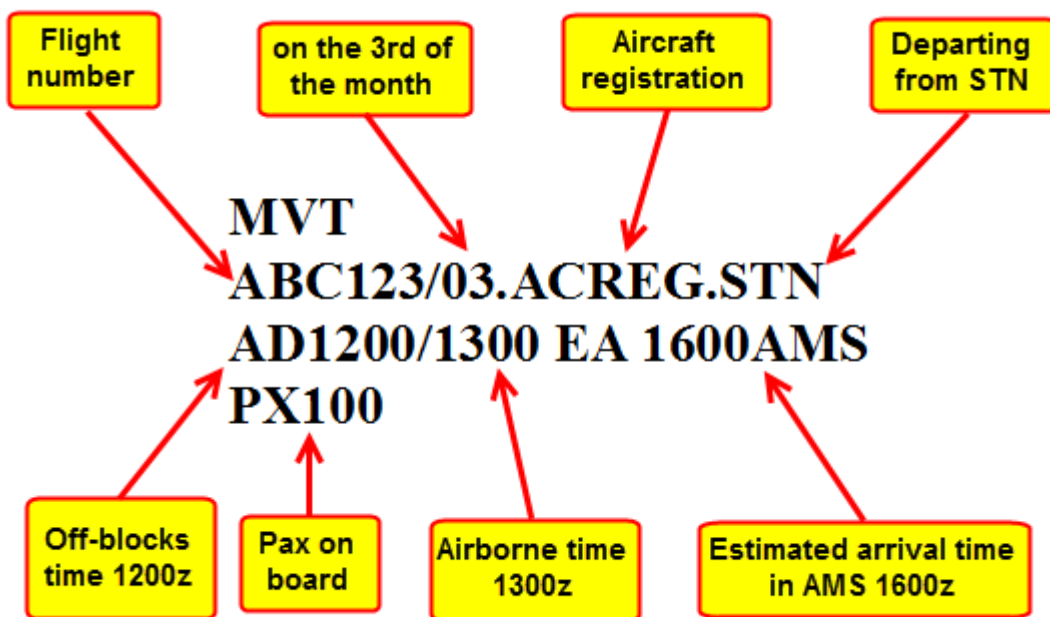 Flight
number
on the 3rd of
the month
Aircraft
registration
Departing
from STN
MVT
ABC123/03.ACREG.STN
AD1200/1300 EA 1600AMS
PX100
Off-blocks
time 1200z
Pax on
board
Airborne time
1300z
Estimated arrival time
in AMS 1600z